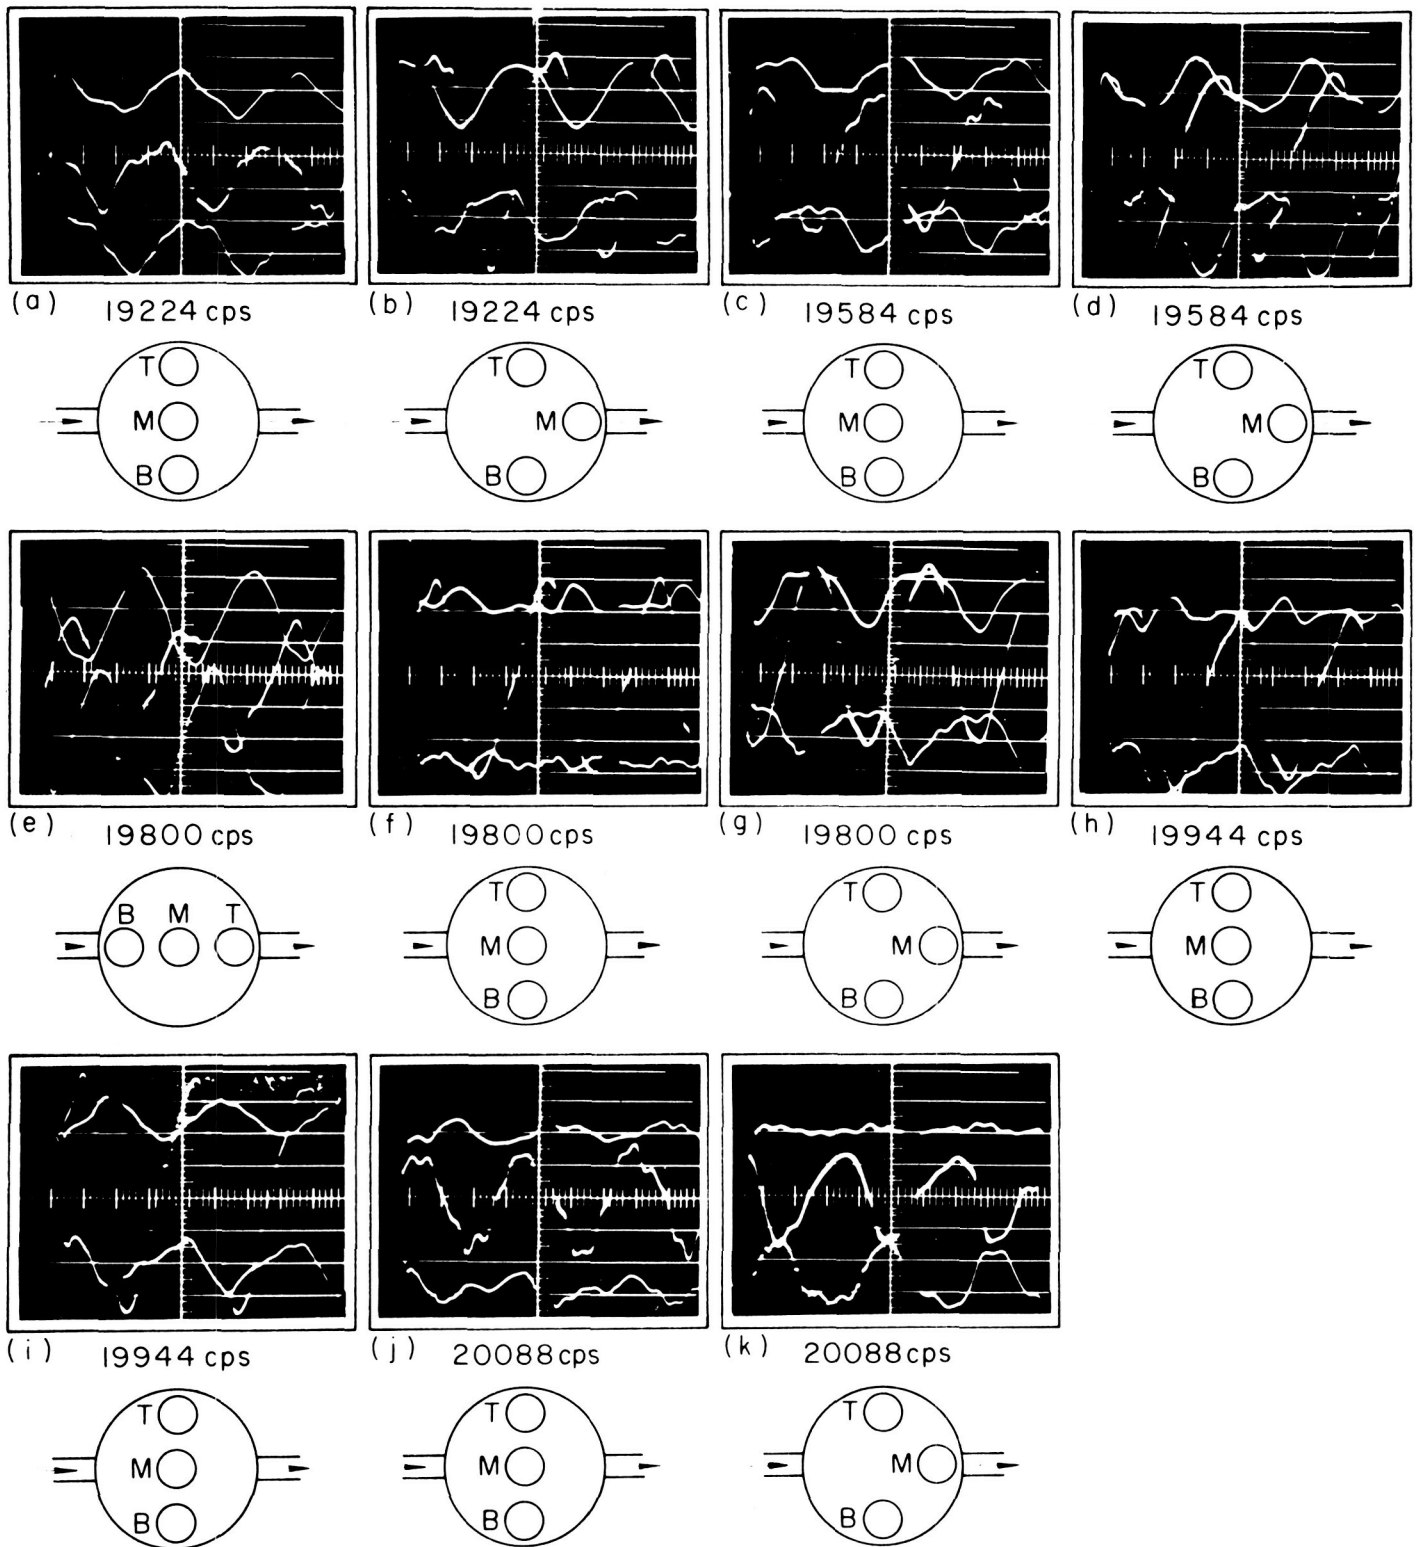 (a) 19224 cps
(b) 19224 cps
(c) 19584 cps
(d) 19584 cps
T
M
B
T
M
B
T
M
B
T
M
B
(e) 19800 cps
(f) 19800 cps
(g) 19800 cps
(h) 19944 cps
B M T
T
M
B
T
M
B
T
M
B
(i) 19944 cps
(j) 20088 cps
(k) 20088 cps
T
M
B
T
M
B
T
M
B